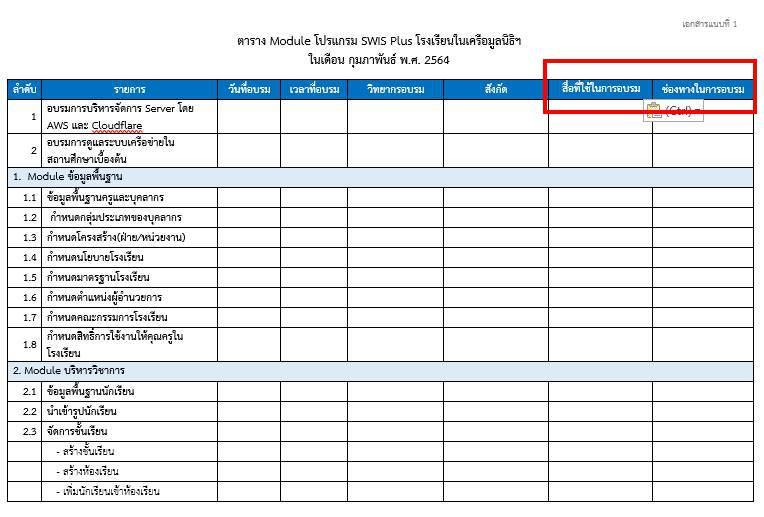 เอกสารแนบที่ 1
ตาราง Module โปรแกรม SWIS Plus โรงเรียนในเครือมูลนิธิฯ
ในเดือน กุมภาพันธ์ พ.ศ. 2564
ลำดับ รายการ วันที่อบรม เวลาที่อบรม วิทยากรอบรม สังกัด สื่อที่ใช้ในการอบรม ช่องทางในการอบรม
1 อบรมการบริหารจัดการ Server โดย
AWS และ Cloudflare
(Ctrl)
2 อบรมการดูแลระบบเครือข่ายใน
สถานศึกษาเบื้องต้น
1. Module ข้อมูลพื้นฐาน
1.1 ข้อมูลพื้นฐานครูและบุคลากร
1.2 กำหนดกลุ่มประเภทของบุคลากร
1.3 กำหนดโครงสร้าง(ฝ่าย/หน่วยงาน)
1.4 กำหนดนโยบายโรงเรียน
1.5 กำหนดมาตรฐานโรงเรียน
1.6 กำหนดตำแหน่งผู้อำนวยการ
1.7 กำหนดคณะกรรมการโรงเรียน
1.8 กำหนดสิทธิ์การใช้งานให้คุณครูใน
โรงเรียน
2. Module บริหารวิชาการ
2.1 ข้อมูลพื้นฐานนักเรียน
2.2 นำเข้ารูปนักเรียน
2.3 จัดการชั้นเรียน
- สร้างชั้นเรียน
- สร้างห้องเรียน
- เพิ่มนักเรียนเข้าห้องเรียน